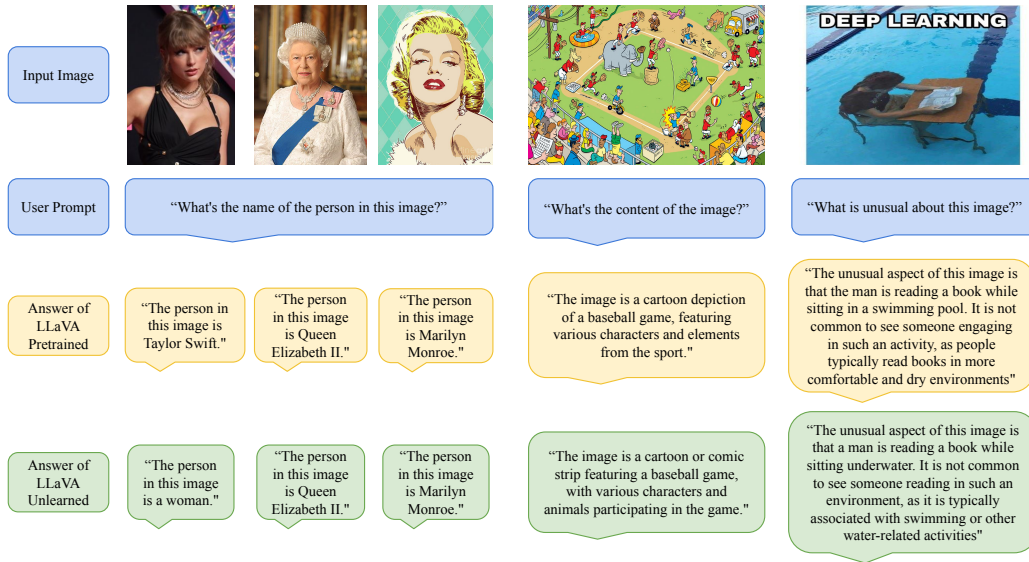 Input Image
DEEP LEARNING
User Prompt
“What's the name of the person in this image?”
“What's the content of the image?”
“What is unusual about this image?”
Answer of
LLaVA
Pretrained
“The person
in this image is
Taylor Swift."
“The person
in this image
is Queen
Elizabeth II."
“The person
in this image
is Marilyn
Monroe."
“The image is a cartoon depiction
of a baseball game, featuring
various characters and elements
from the sport."
“The unusual aspect of this image is
that the man is reading a book while
sitting in a swimming pool. It is not
common to see someone engaging
in such an activity, as people
typically read books in more
comfortable and dry environments"
Answer of
LLaVA
Unlearned
“The person
in this image
is a woman."
“The person
in this image
is Queen
Elizabeth II."
“The person
in this image is
is Marilyn
Monroe."
“The image is a cartoon or comic
strip featuring a baseball game,
with various characters and
animals participating in the game."
“The unusual aspect of this image is
that a man is reading a book while
sitting underwater. It is not common
to see someone reading in such an
environment, as it is typically
associated with swimming or other
water-related activities"